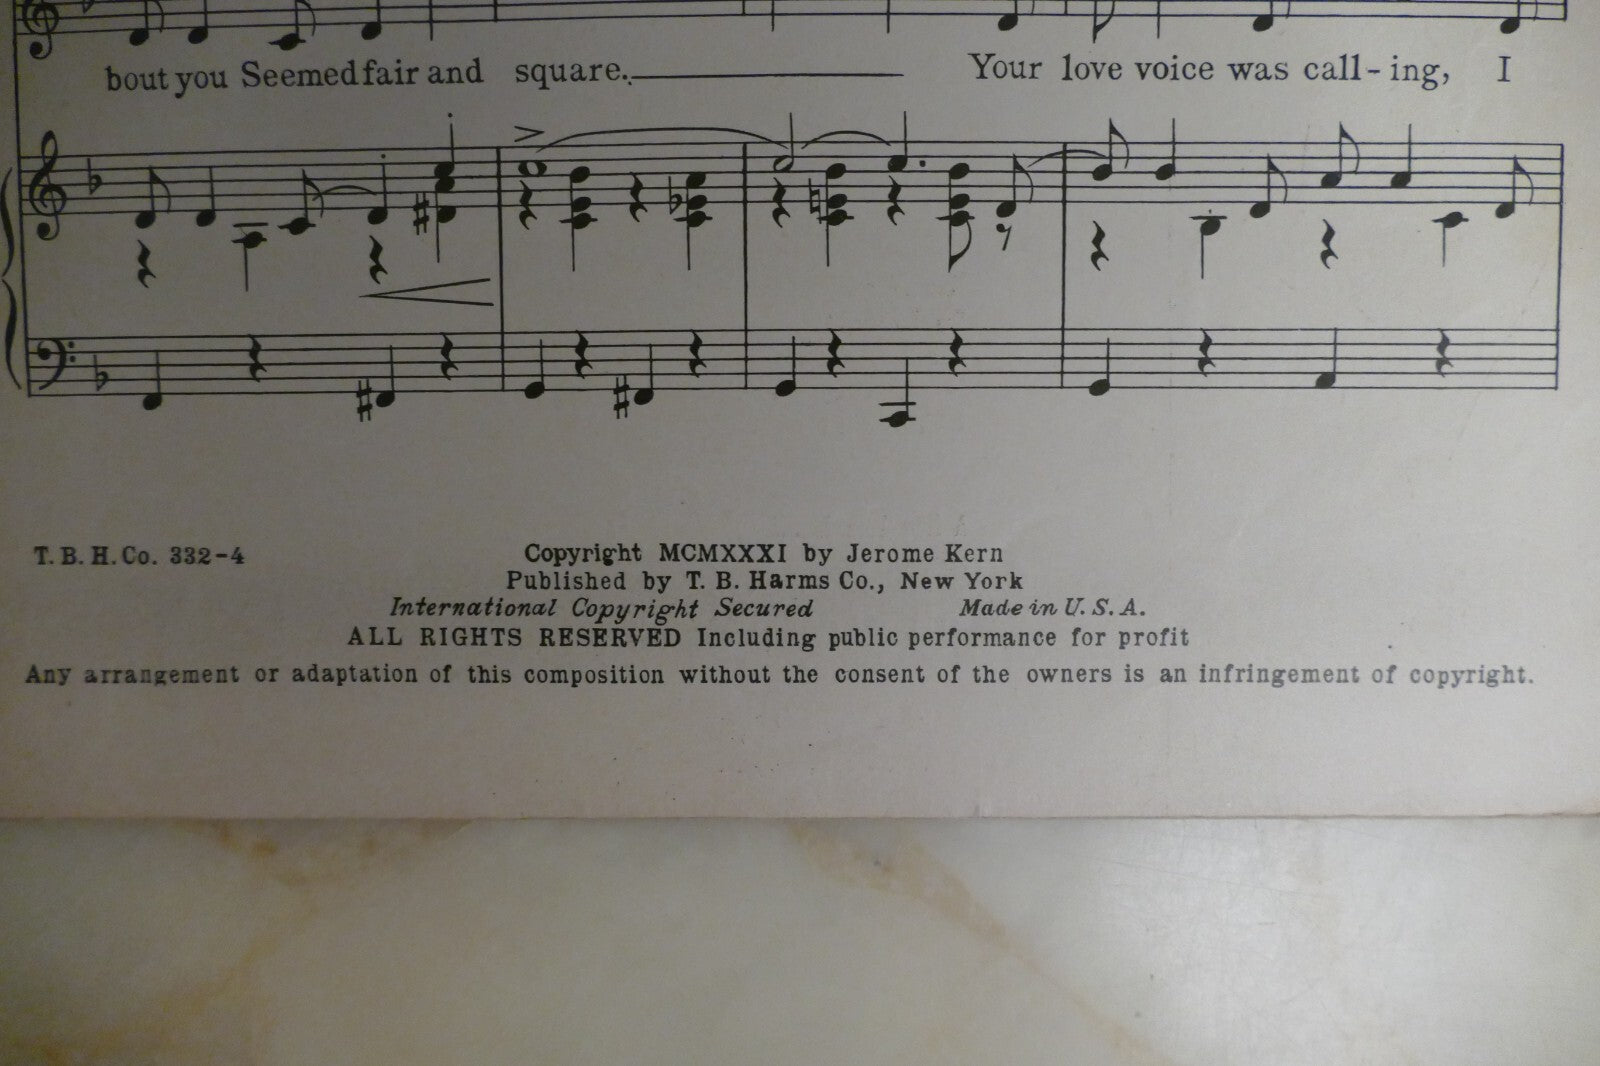 bout you Seemed fair and square. Your love voice was call-ing, I
T. B. H. Co. 332-4
Copyright MCMXXXI by Jerome Kern
Published by T. B. Harms Co., New York
International Copyright Secured Made in U. S. A.
ALL RIGHTS RESERVED Including public performance for profit
Any arrangement or adaptation of this composition without the consent of the owners is an infringement of copyright.